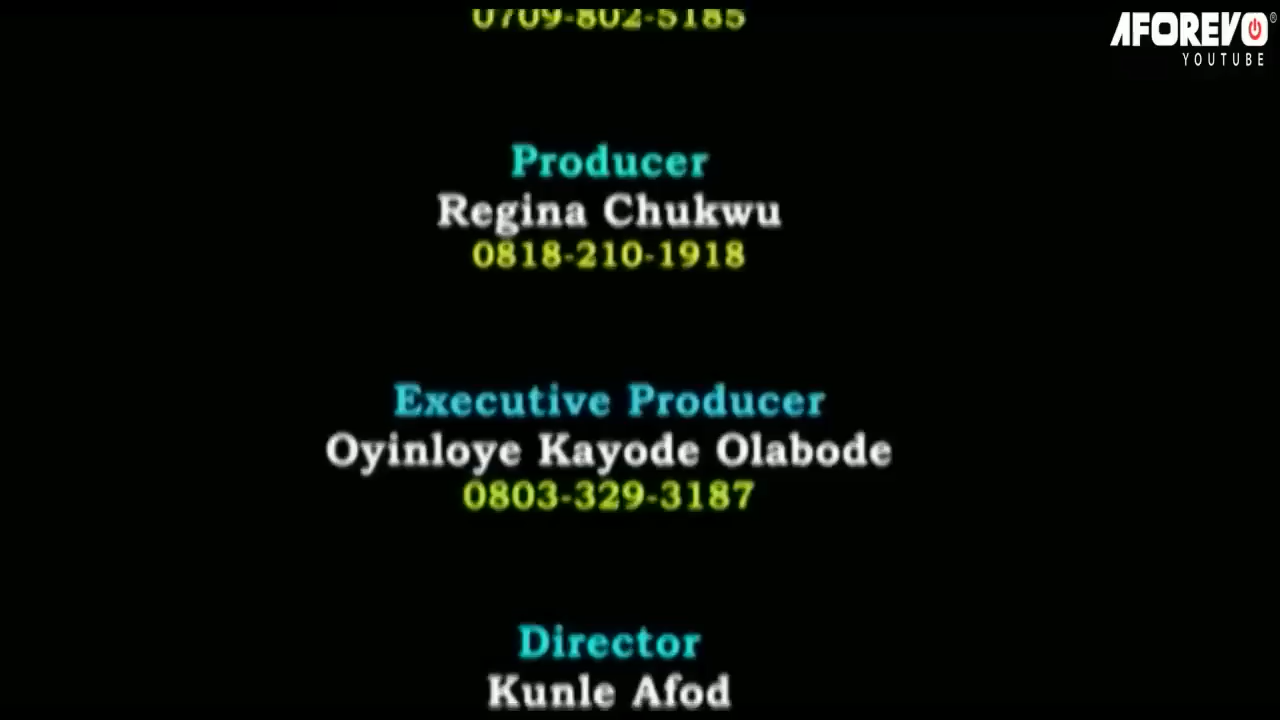 0709-802-5185
AFOREVO
YOUTUBE
Producer
Regina Chukwu
0818-210-1918
Executive Producer
Oyinloye Kayode Olabode
0803-329-3187
Director
Kunle Afod